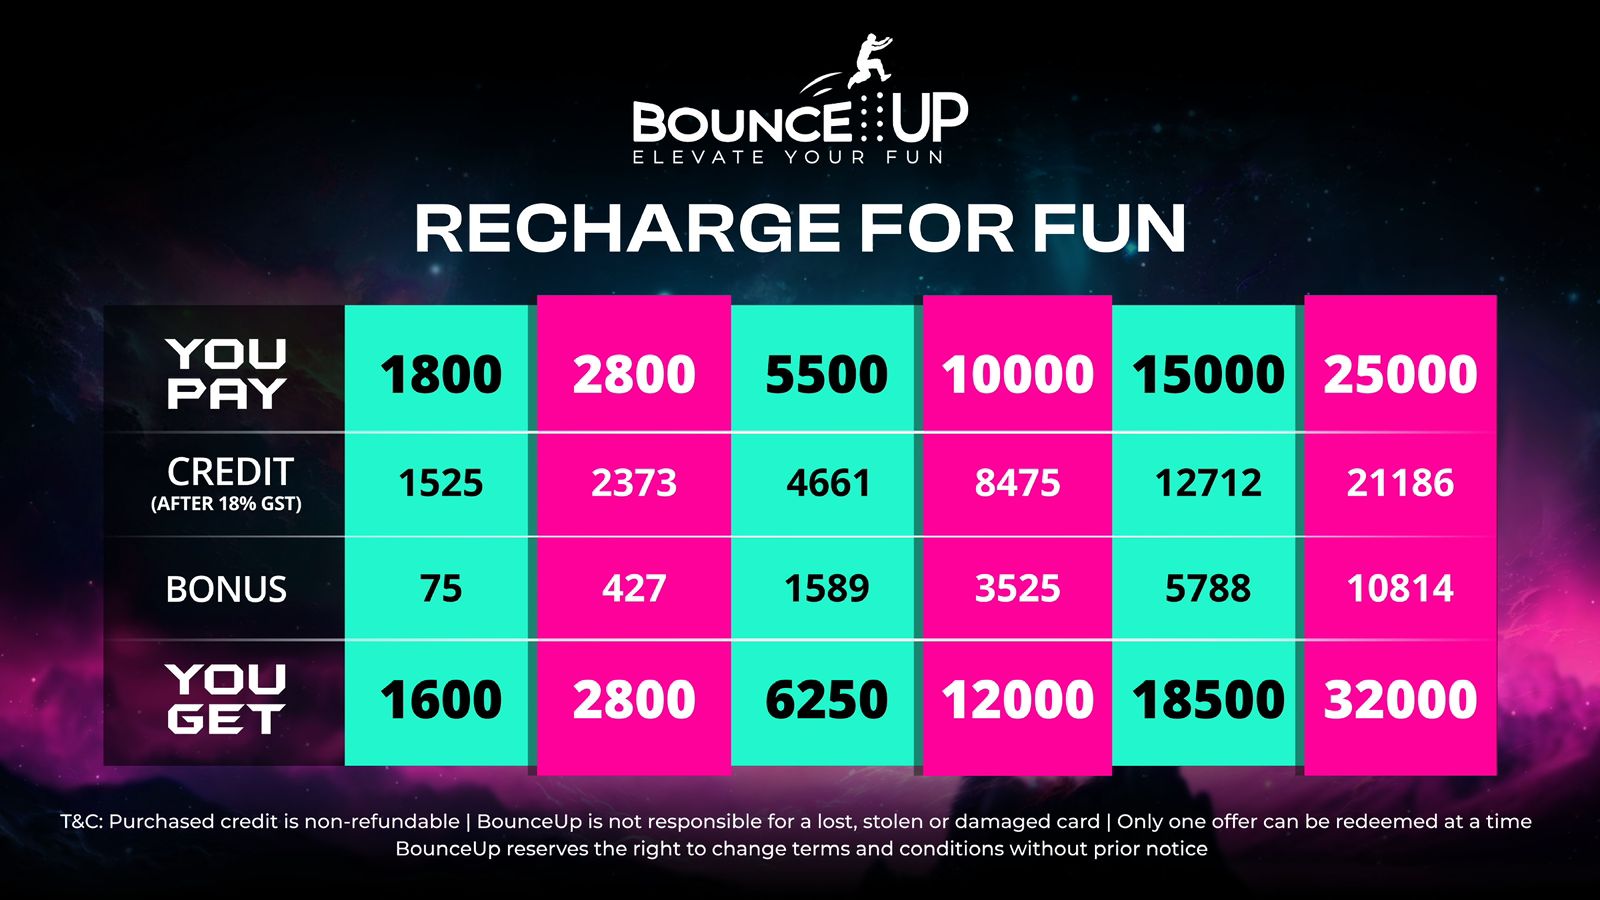 BOUNCE UP
ELEVATE YOUR FUN
RECHARGE FOR FUN
YOU PAY 1800 2800 5500 10000 15000 25000
CREDIT (AFTER 18% GST) 1525 2373 4661 8475 12712 21186
BONUS 75 427 1589 3525 5788 10814
YOU GET 1600 2800 6250 12000 18500 32000
T&C: Purchased credit is non-refundable | BounceUp is not responsible for a lost, stolen or damaged card | Only one offer can be redeemed at a time
BounceUp reserves the right to change terms and conditions without prior notice